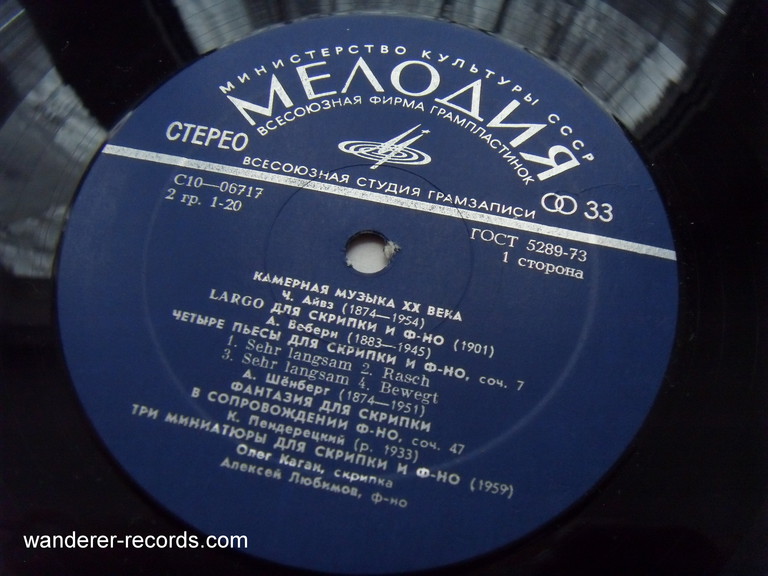 МИНИСТЕРСТВО КУЛЬТУРЫ СССР
МЕЛОДИЯ
ВСЕСОЮЗНАЯ ФИРМА ГРАМПЛАСТИНОК
СТЕРЕО
ВСЕСОЮЗНАЯ СТУДИЯ ГРАМЗАПИСИ
33
С10—06717
2 гр. 1-20
ГОСТ 5289-73
1 сторона
КАМЕРНАЯ МУЗЫКА XX ВЕКА
Ч. Айвз (1874—1954)
LARGO ДЛЯ СКРИПКИ И Ф-НО (1901)
А. Веберн (1883—1945)
ЧЕТЫРЕ ПЬЕСЫ ДЛЯ СКРИПКИ И Ф-НО, соч. 7
1. Sehr langsam 2. Rasch
3. Sehr langsam 4. Bewegt
А. Шёнберг (1874—1951)
ФАНТАЗИЯ ДЛЯ СКРИПКИ
В СОПРОВОЖДЕНИИ Ф-НО, соч. 47
К. Пендерецкий (р. 1933)
ТРИ МИНИАТЮРЫ ДЛЯ СКРИПКИ И Ф-НО (1959)
Олег Каган, скрипка
Алексей Любимов, ф-но
wanderer-records.com